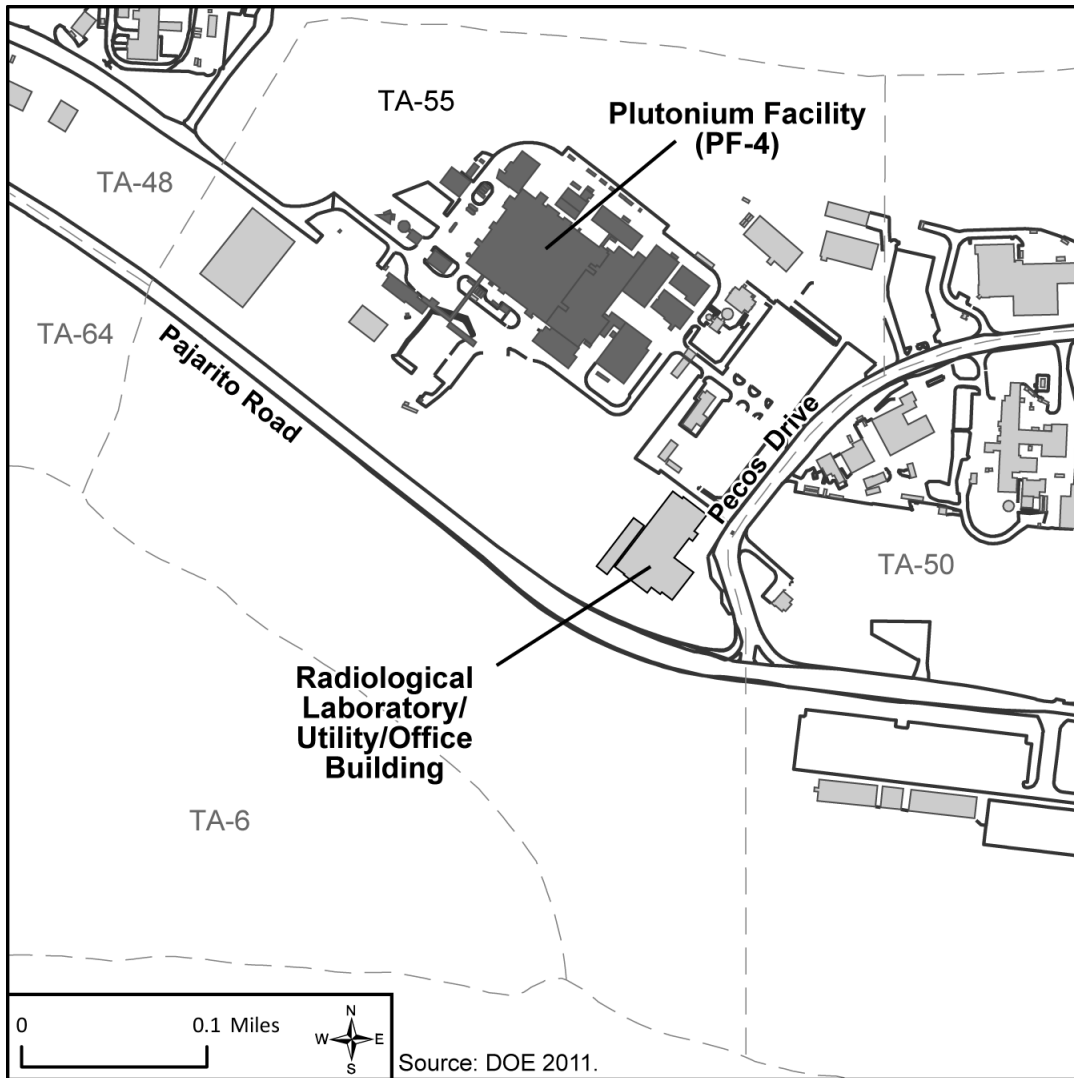 TA-55
Plutonium Facility
(PF-4)
TA-48
TA-64
Pajarito Road
Pecos Drive
TA-50
Radiological
Laboratory/
Utility/Office
Building
TA-6
0
0.1 Miles
N
W
E
S
Source: DOE 2011.